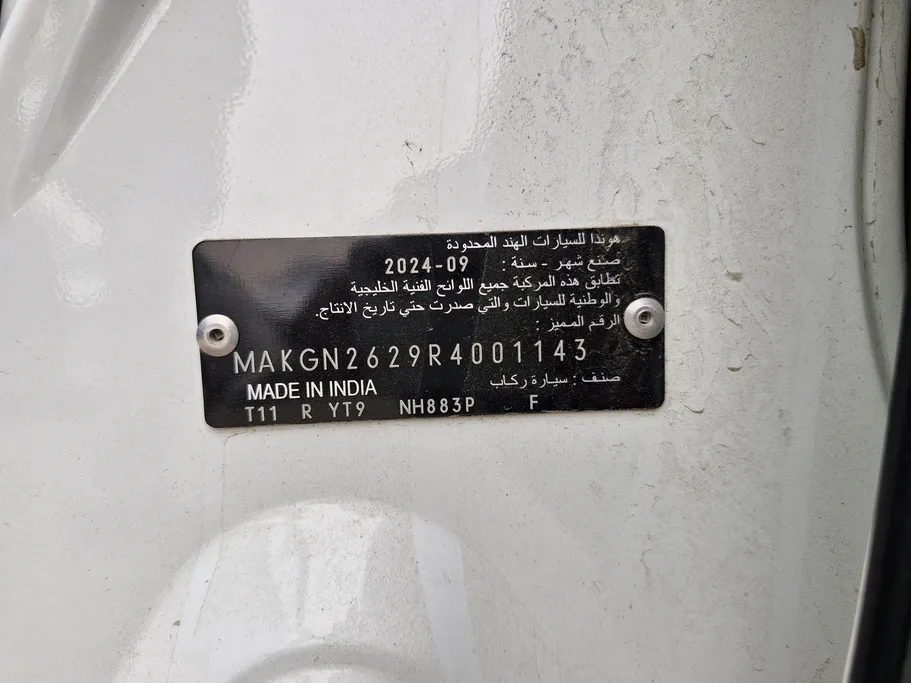 هوندا للسيارات الهند المحدودة
صنع شهر - سنة : 2024-09
تطابق هذه المركبة جميع اللوائح الفنية الخليجية
والوطنية للسيارات والتي صدرت حتي تاريخ الانتاج.
الرقم المميز :
MAKGN2629R4001143
صنف : سيارة ركاب
MADE IN INDIA
T11 R YT9 NH883P F